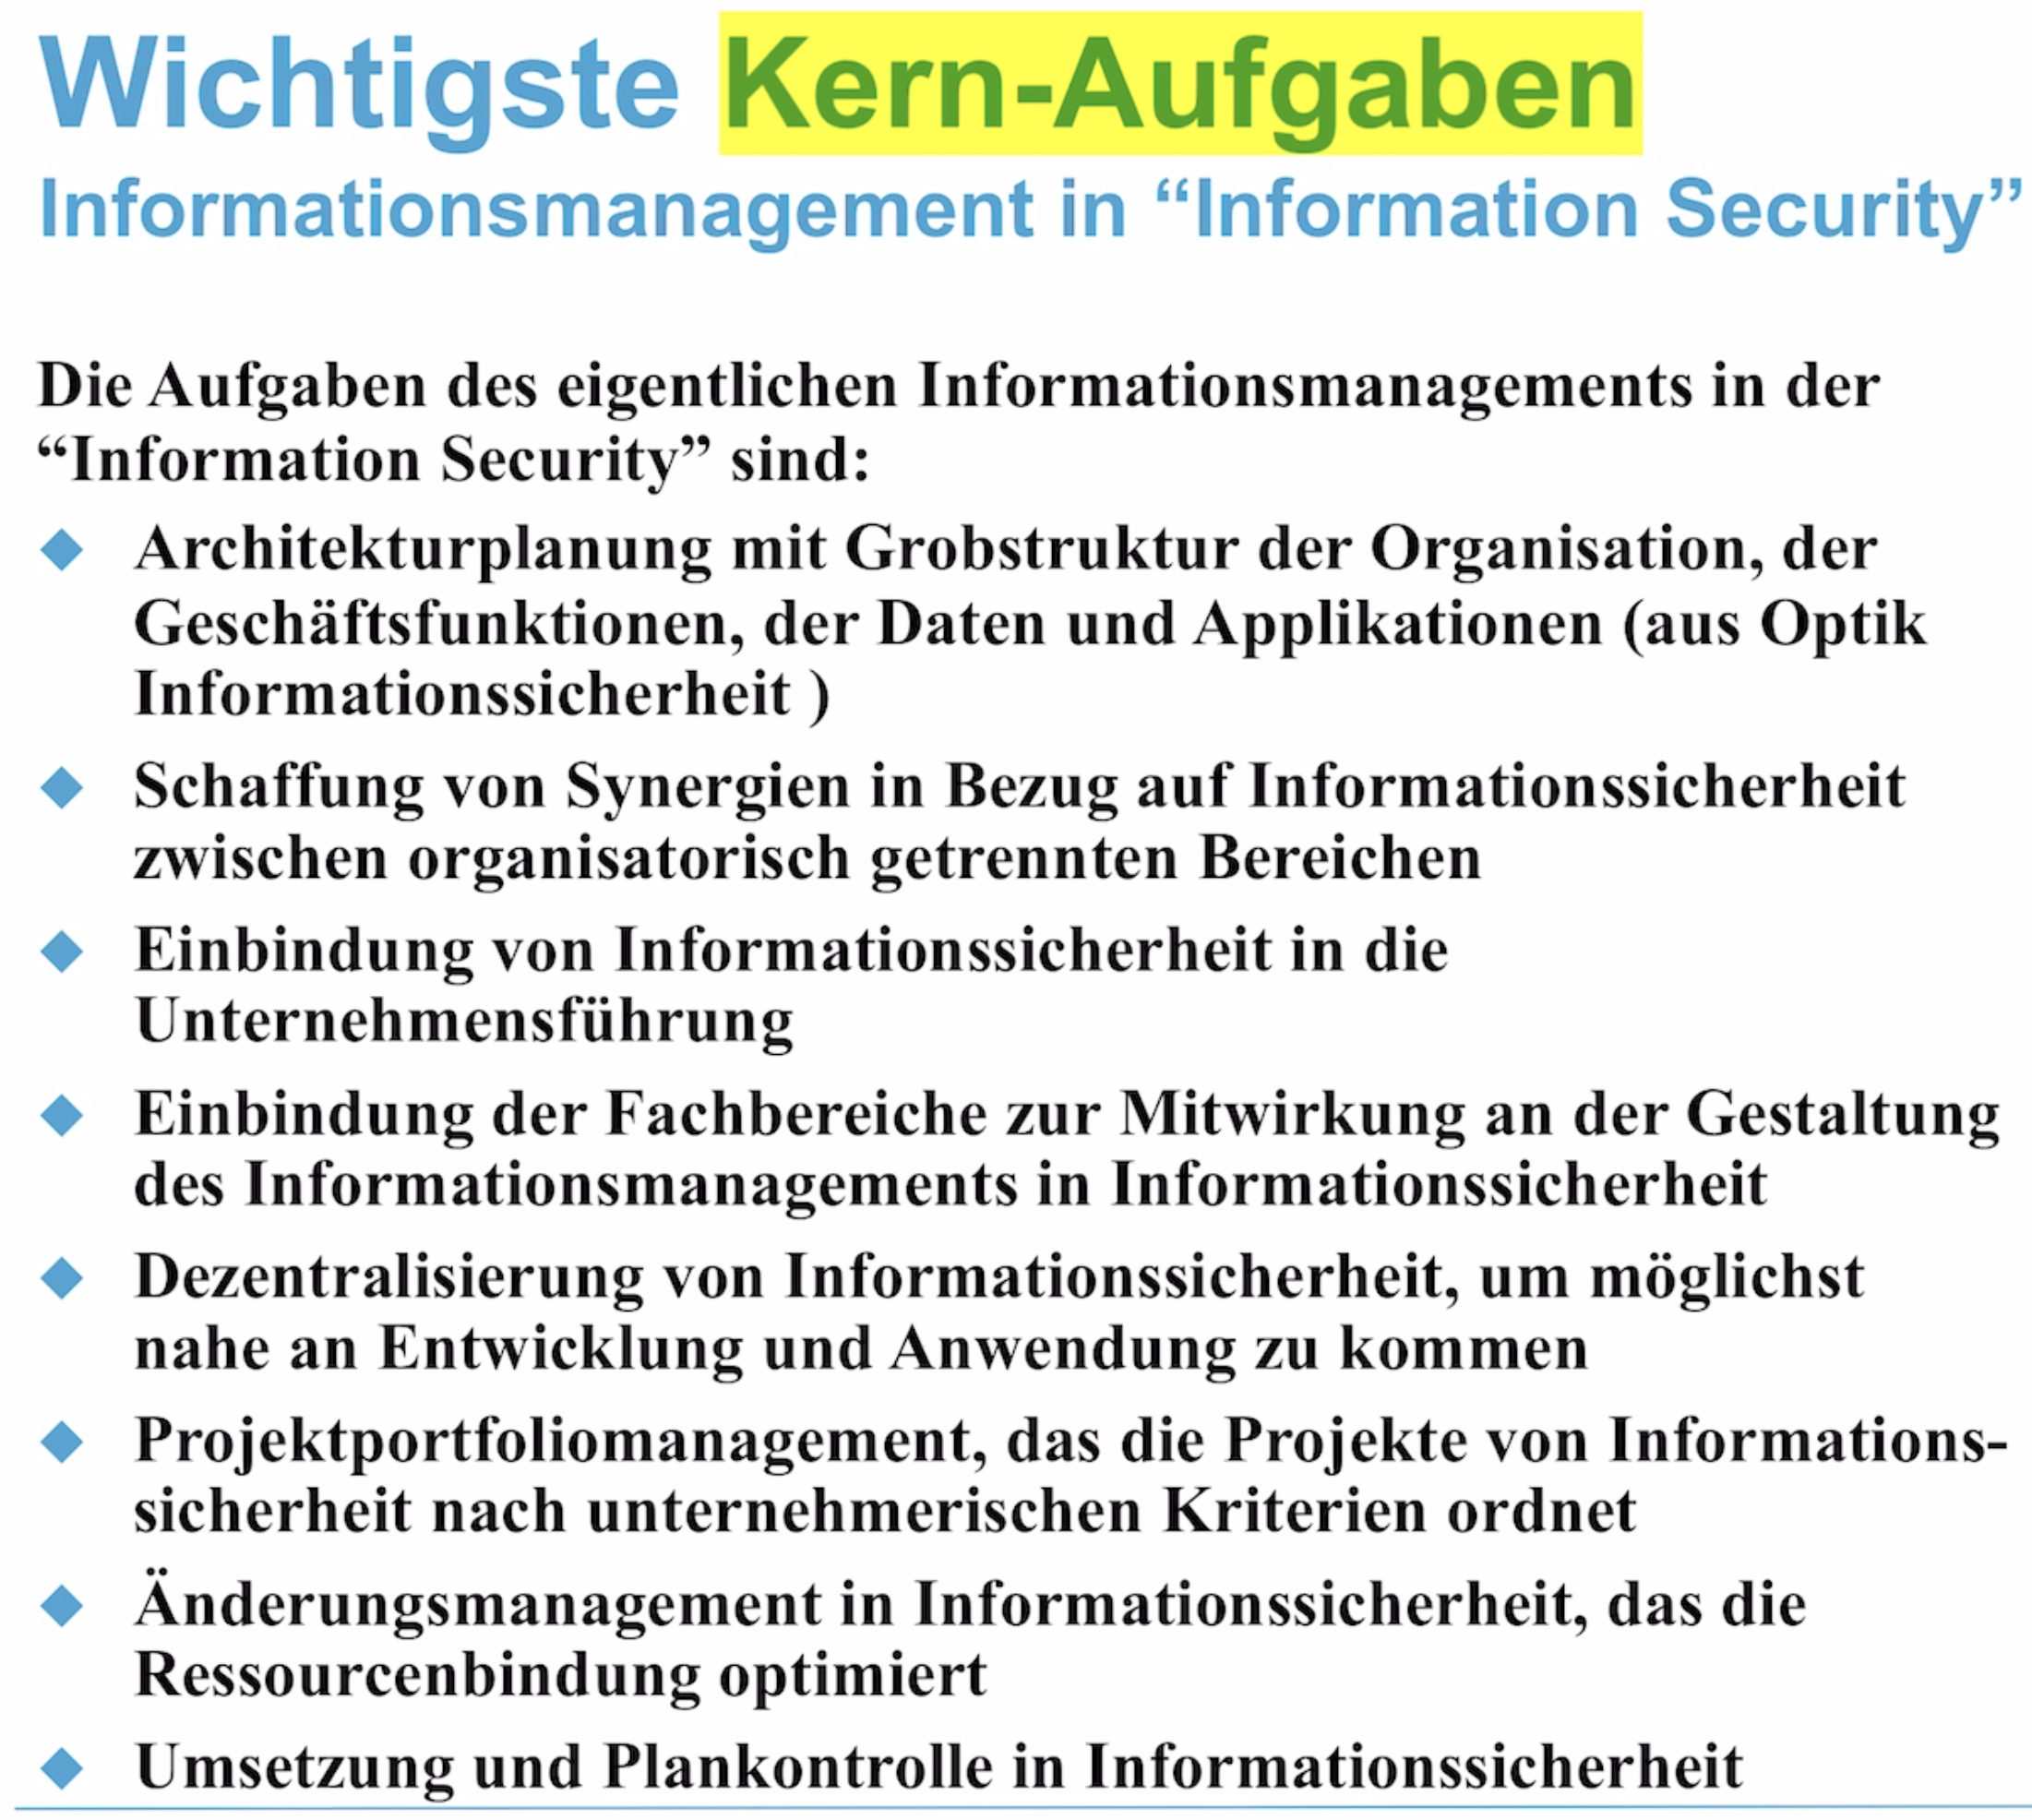 Wichtigste Kern-Aufgaben
Informationsmanagement in “Information Security”
Die Aufgaben des eigentlichen Informationsmanagements in der
“Information Security” sind:
Architekturplanung mit Grobstruktur der Organisation, der
Geschäftsfunktionen, der Daten und Applikationen (aus Optik
Informationssicherheit )
Schaffung von Synergien in Bezug auf Informationssicherheit
zwischen organisatorisch getrennten Bereichen
Einbindung von Informationssicherheit in die
Unternehmensführung
Einbindung der Fachbereiche zur Mitwirkung an der Gestaltung
des Informationsmanagements in Informationssicherheit
Dezentralisierung von Informationssicherheit, um möglichst
nahe an Entwicklung und Anwendung zu kommen
Projektportfoliomanagement, das die Projekte von Informations-
sicherheit nach unternehmerischen Kriterien ordnet
Änderungsmanagement in Informationssicherheit, das die
Ressourcenbindung optimiert
Umsetzung und Plankontrolle in Informationssicherheit